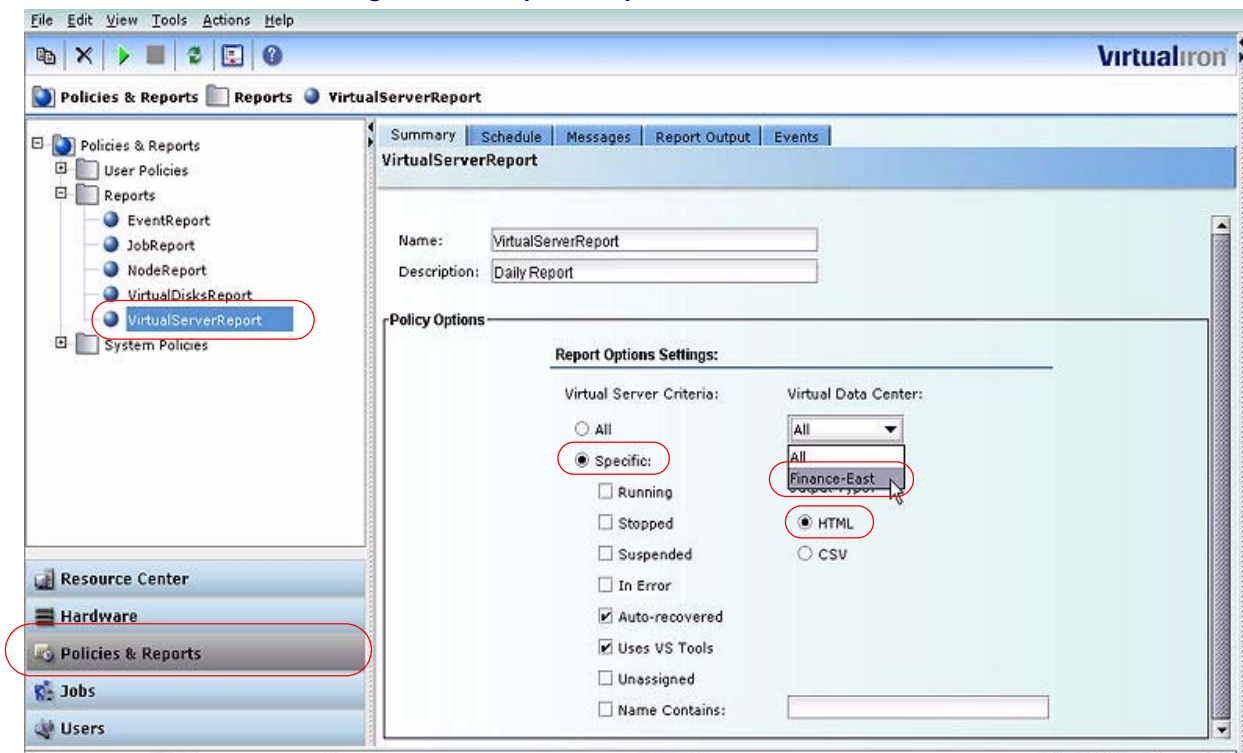 File Edit View Tools Actions Help
Virtualiron
Policies & Reports Reports VirtualServerReport
Policies & Reports
User Policies
Reports
EventReport
JobReport
NodeReport
VirtualDisksReport
VirtualServerReport
System Policies
Resource Center
Hardware
Policies & Reports
Jobs
Users
Summary Schedule Messages Report Output Events
VirtualServerReport
Name: VirtualServerReport
Description: Daily Report
Policy Options
Report Options Settings:
Virtual Server Criteria: Virtual Data Center:
All All
All
Specific:
Finance-East
Running
Stopped HTML
Suspended CSV
In Error
Auto-recovered
Uses VS Tools
Unassigned
Name Contains: